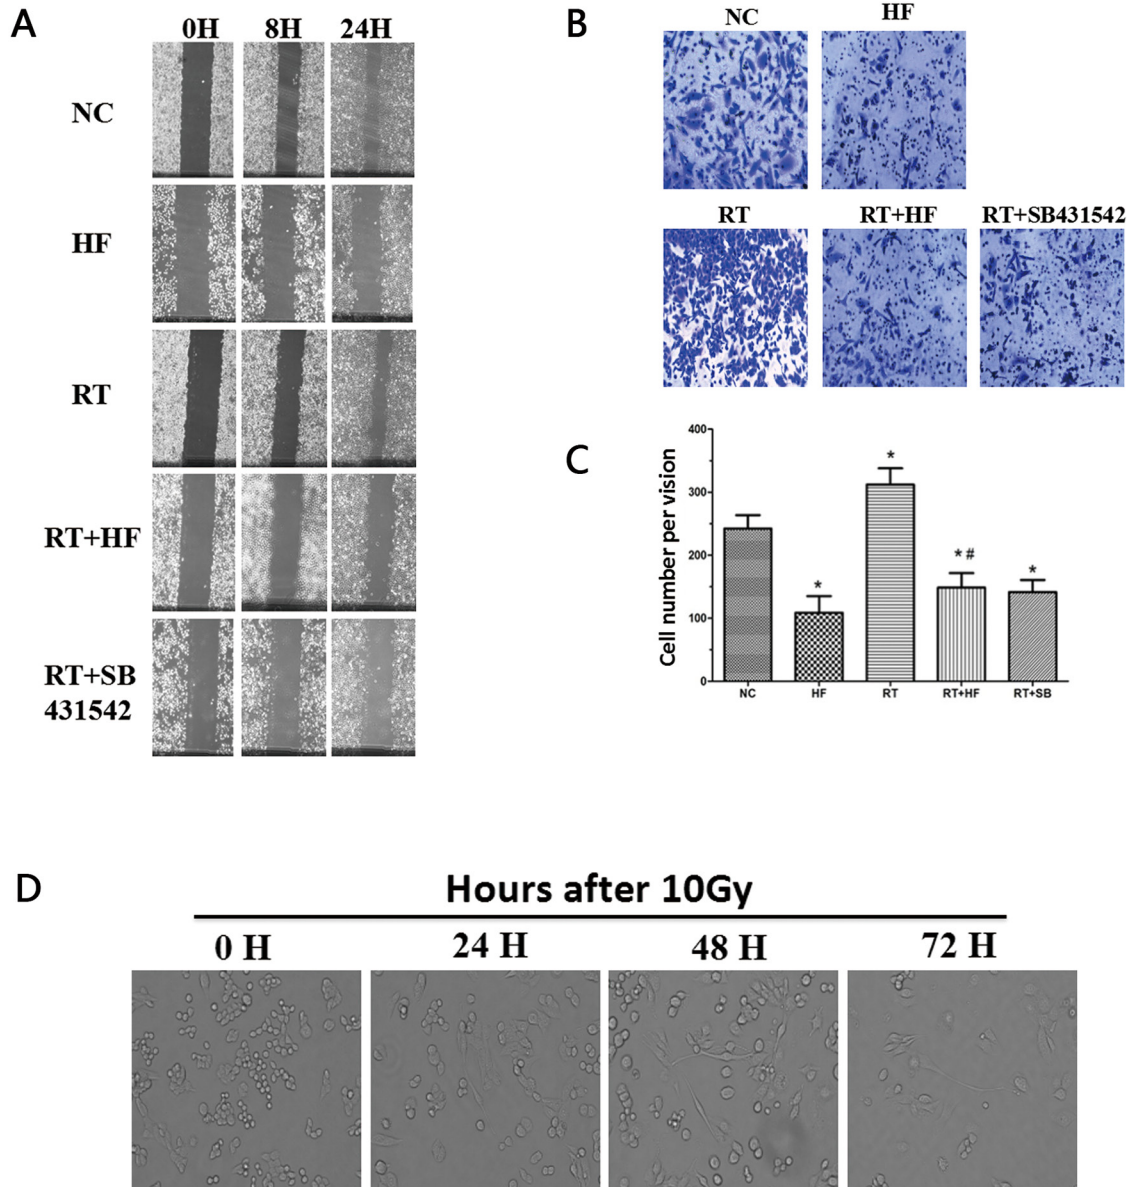 A
0H 8H 24H
NC
HF
RT
RT+HF
RT+SB
431542
B
NC HF
RT RT+HF RT+SB431542
C
Cell number per vision
400
300
200
100
0
*
*
* #
*
NC HF RT RT+HF RT+SB
D
Hours after 10Gy
0 H 24 H 48 H 72 H